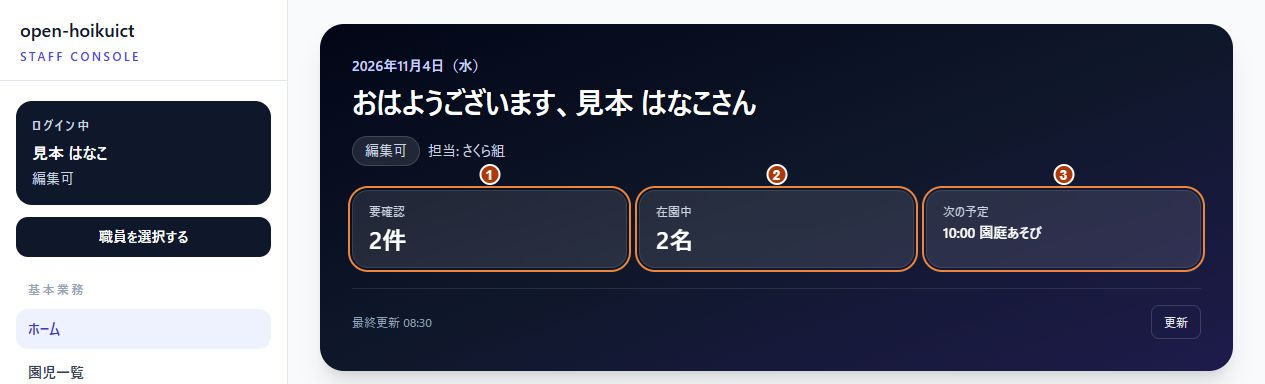 open-hoikuict
STAFF CONSOLE
ログイン中
見本 はなこ
編集可
職員を選択する
基本業務
ホーム
園児一覧
2026年11月4日（水）
おはようございます、見本 はなこさん
編集可 担当: さくら組
1 2 3
要確認
2件
在園中
2名
次の予定
10:00 園庭あそび
最終更新 08:30
更新